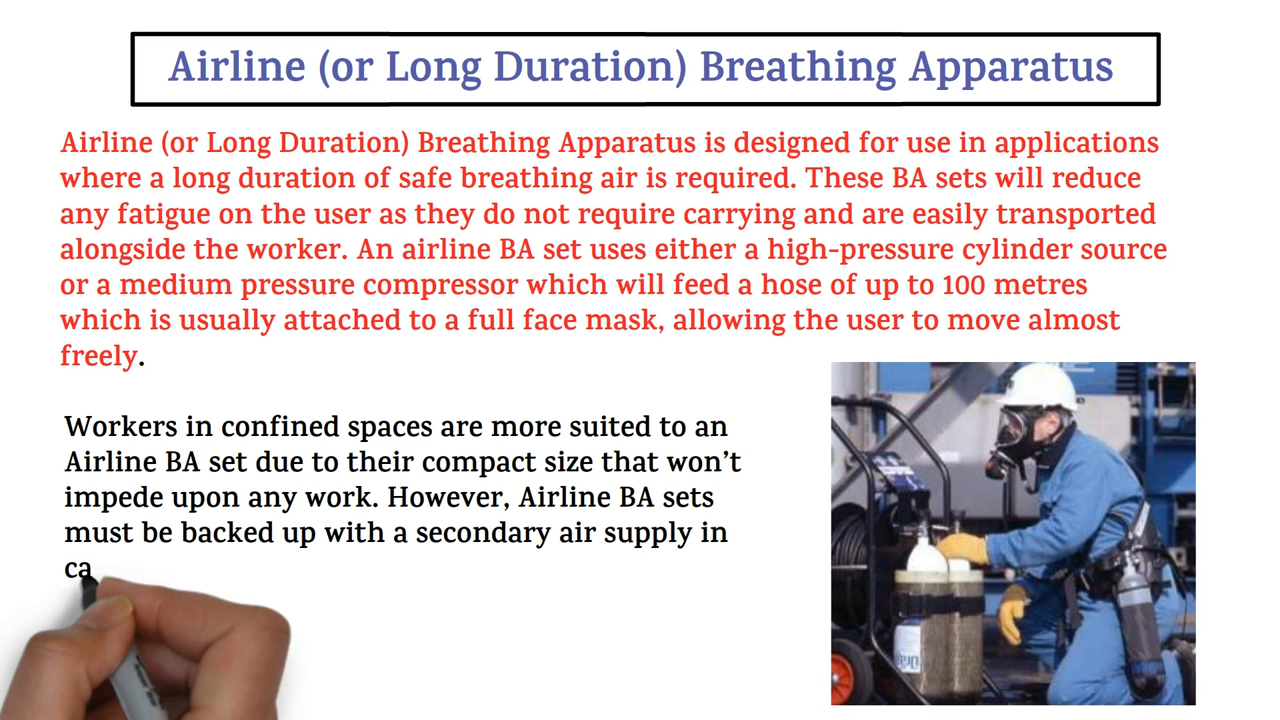 Airline (or Long Duration) Breathing Apparatus
Airline (or Long Duration) Breathing Apparatus is designed for use in applications
where a long duration of safe breathing air is required. These BA sets will reduce
any fatigue on the user as they do not require carrying and are easily transported
alongside the worker. An airline BA set uses either a high-pressure cylinder source
or a medium pressure compressor which will feed a hose of up to 100 metres
which is usually attached to a full face mask, allowing the user to move almost
freely.
Workers in confined spaces are more suited to an
Airline BA set due to their compact size that won’t
impede upon any work. However, Airline BA sets
must be backed up with a secondary air supply in
ca